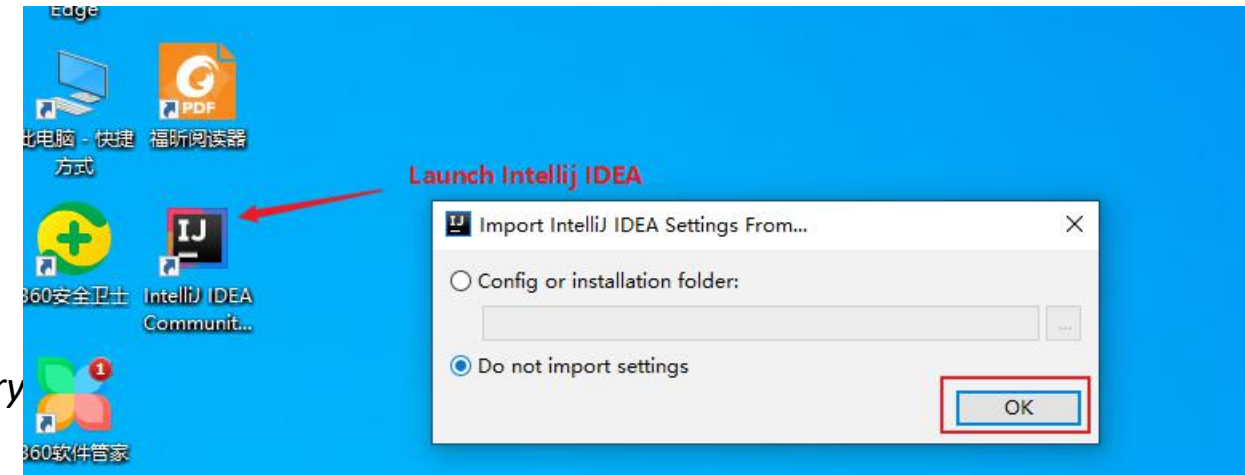 Edge
PDF
此电脑 - 快捷
方式
福昕阅读器
Launch Intellij IDEA
IJ
360安全卫士
IntelliJ IDEA
Communit...
IJ
Import IntelliJ IDEA Settings From...
Config or installation folder:
...
Do not import settings
OK
ry
1
360软件管家